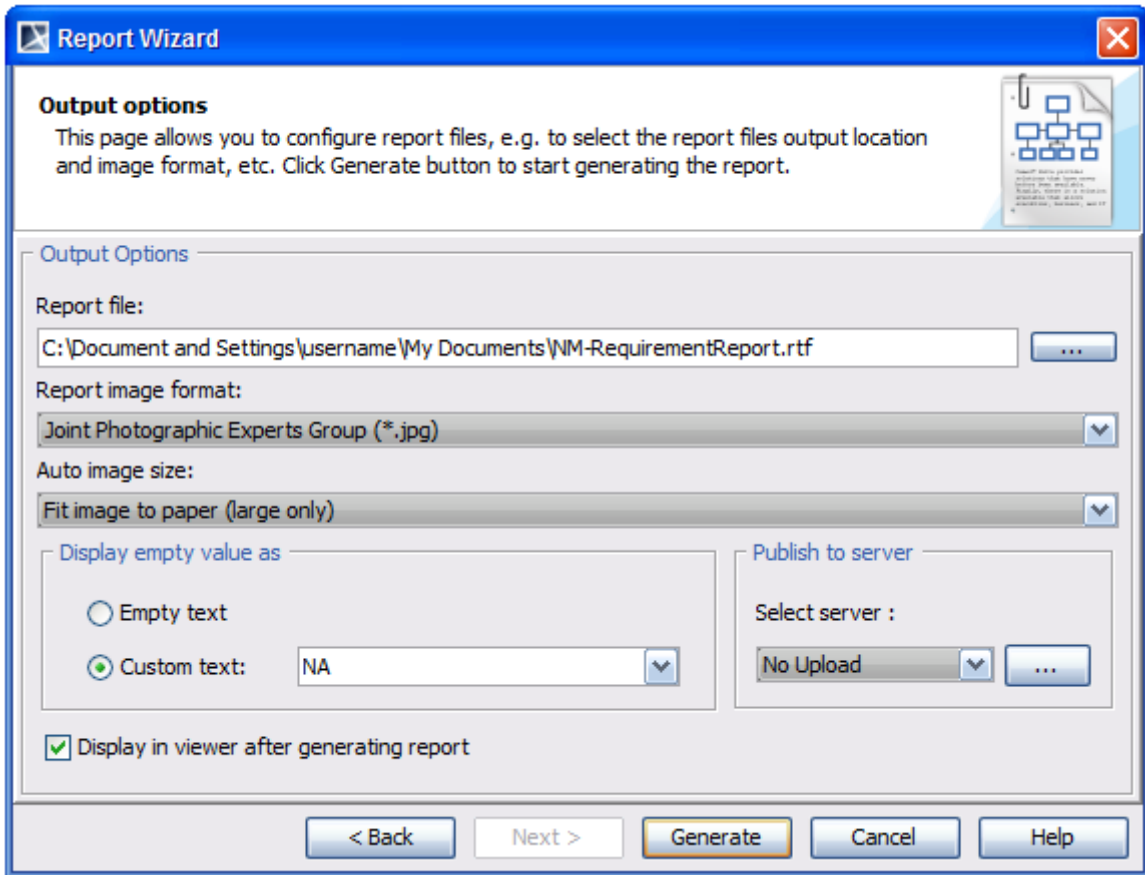 Report Wizard
Output options
This page allows you to configure report files, e.g. to select the report files output location
and image format, etc. Click Generate button to start generating the report.
Output Options
Report file:
C:\Document and Settings\username\My Documents\NM-RequirementReport.rtf
...
Report image format:
Joint Photographic Experts Group (*.jpg)
Auto image size:
Fit image to paper (large only)
Display empty value as
Empty text
Custom text:
NA
Publish to server
Select server :
No Upload
...
Display in viewer after generating report
< Back
Next >
Generate
Cancel
Help